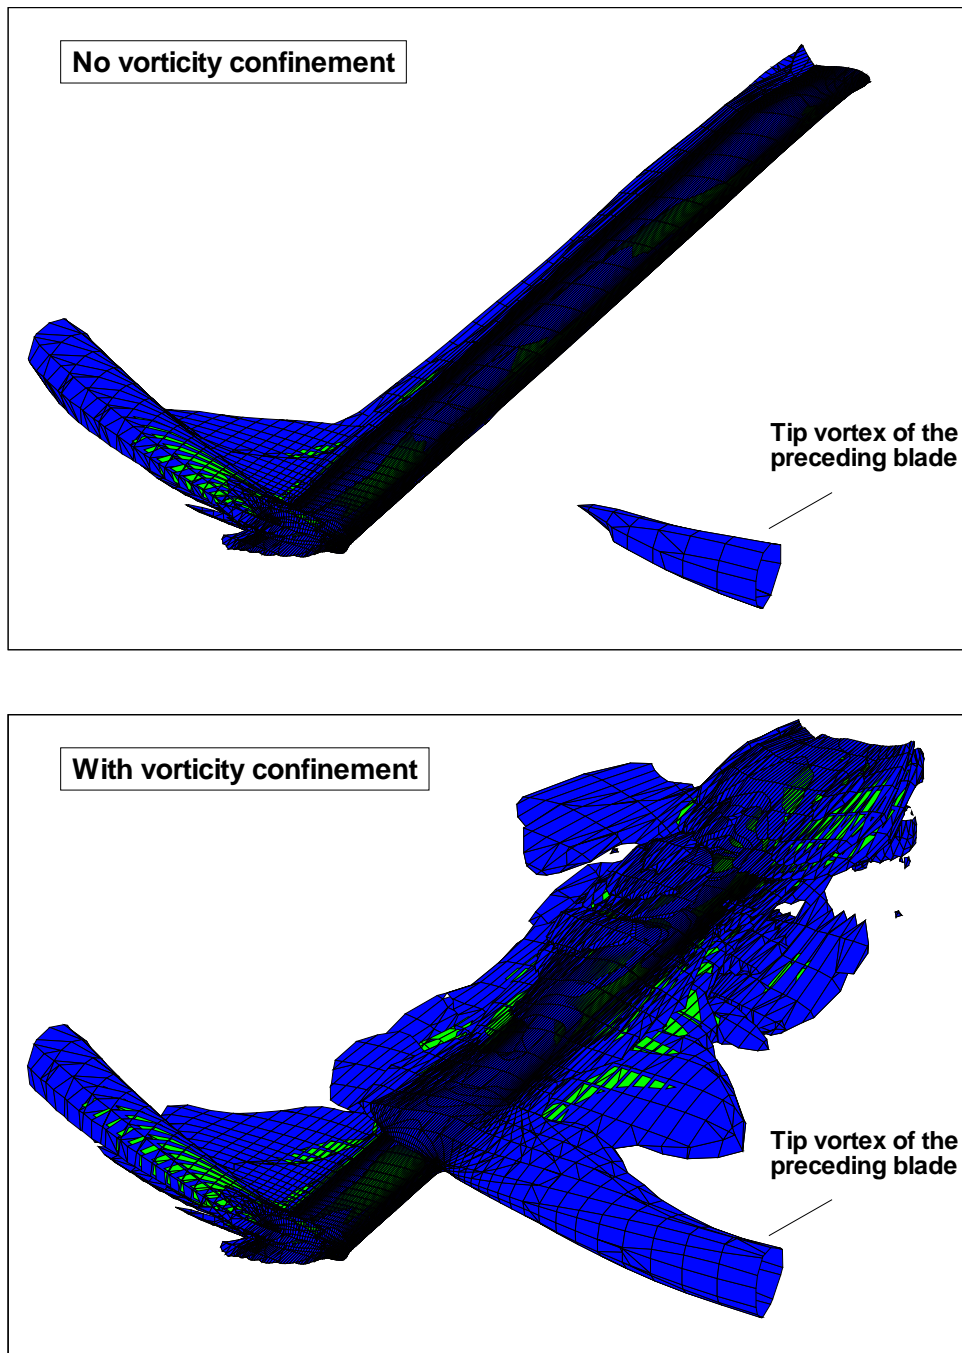 No vorticity confinement
Tip vortex of the
preceding blade
With vorticity confinement
Tip vortex of the
preceding blade